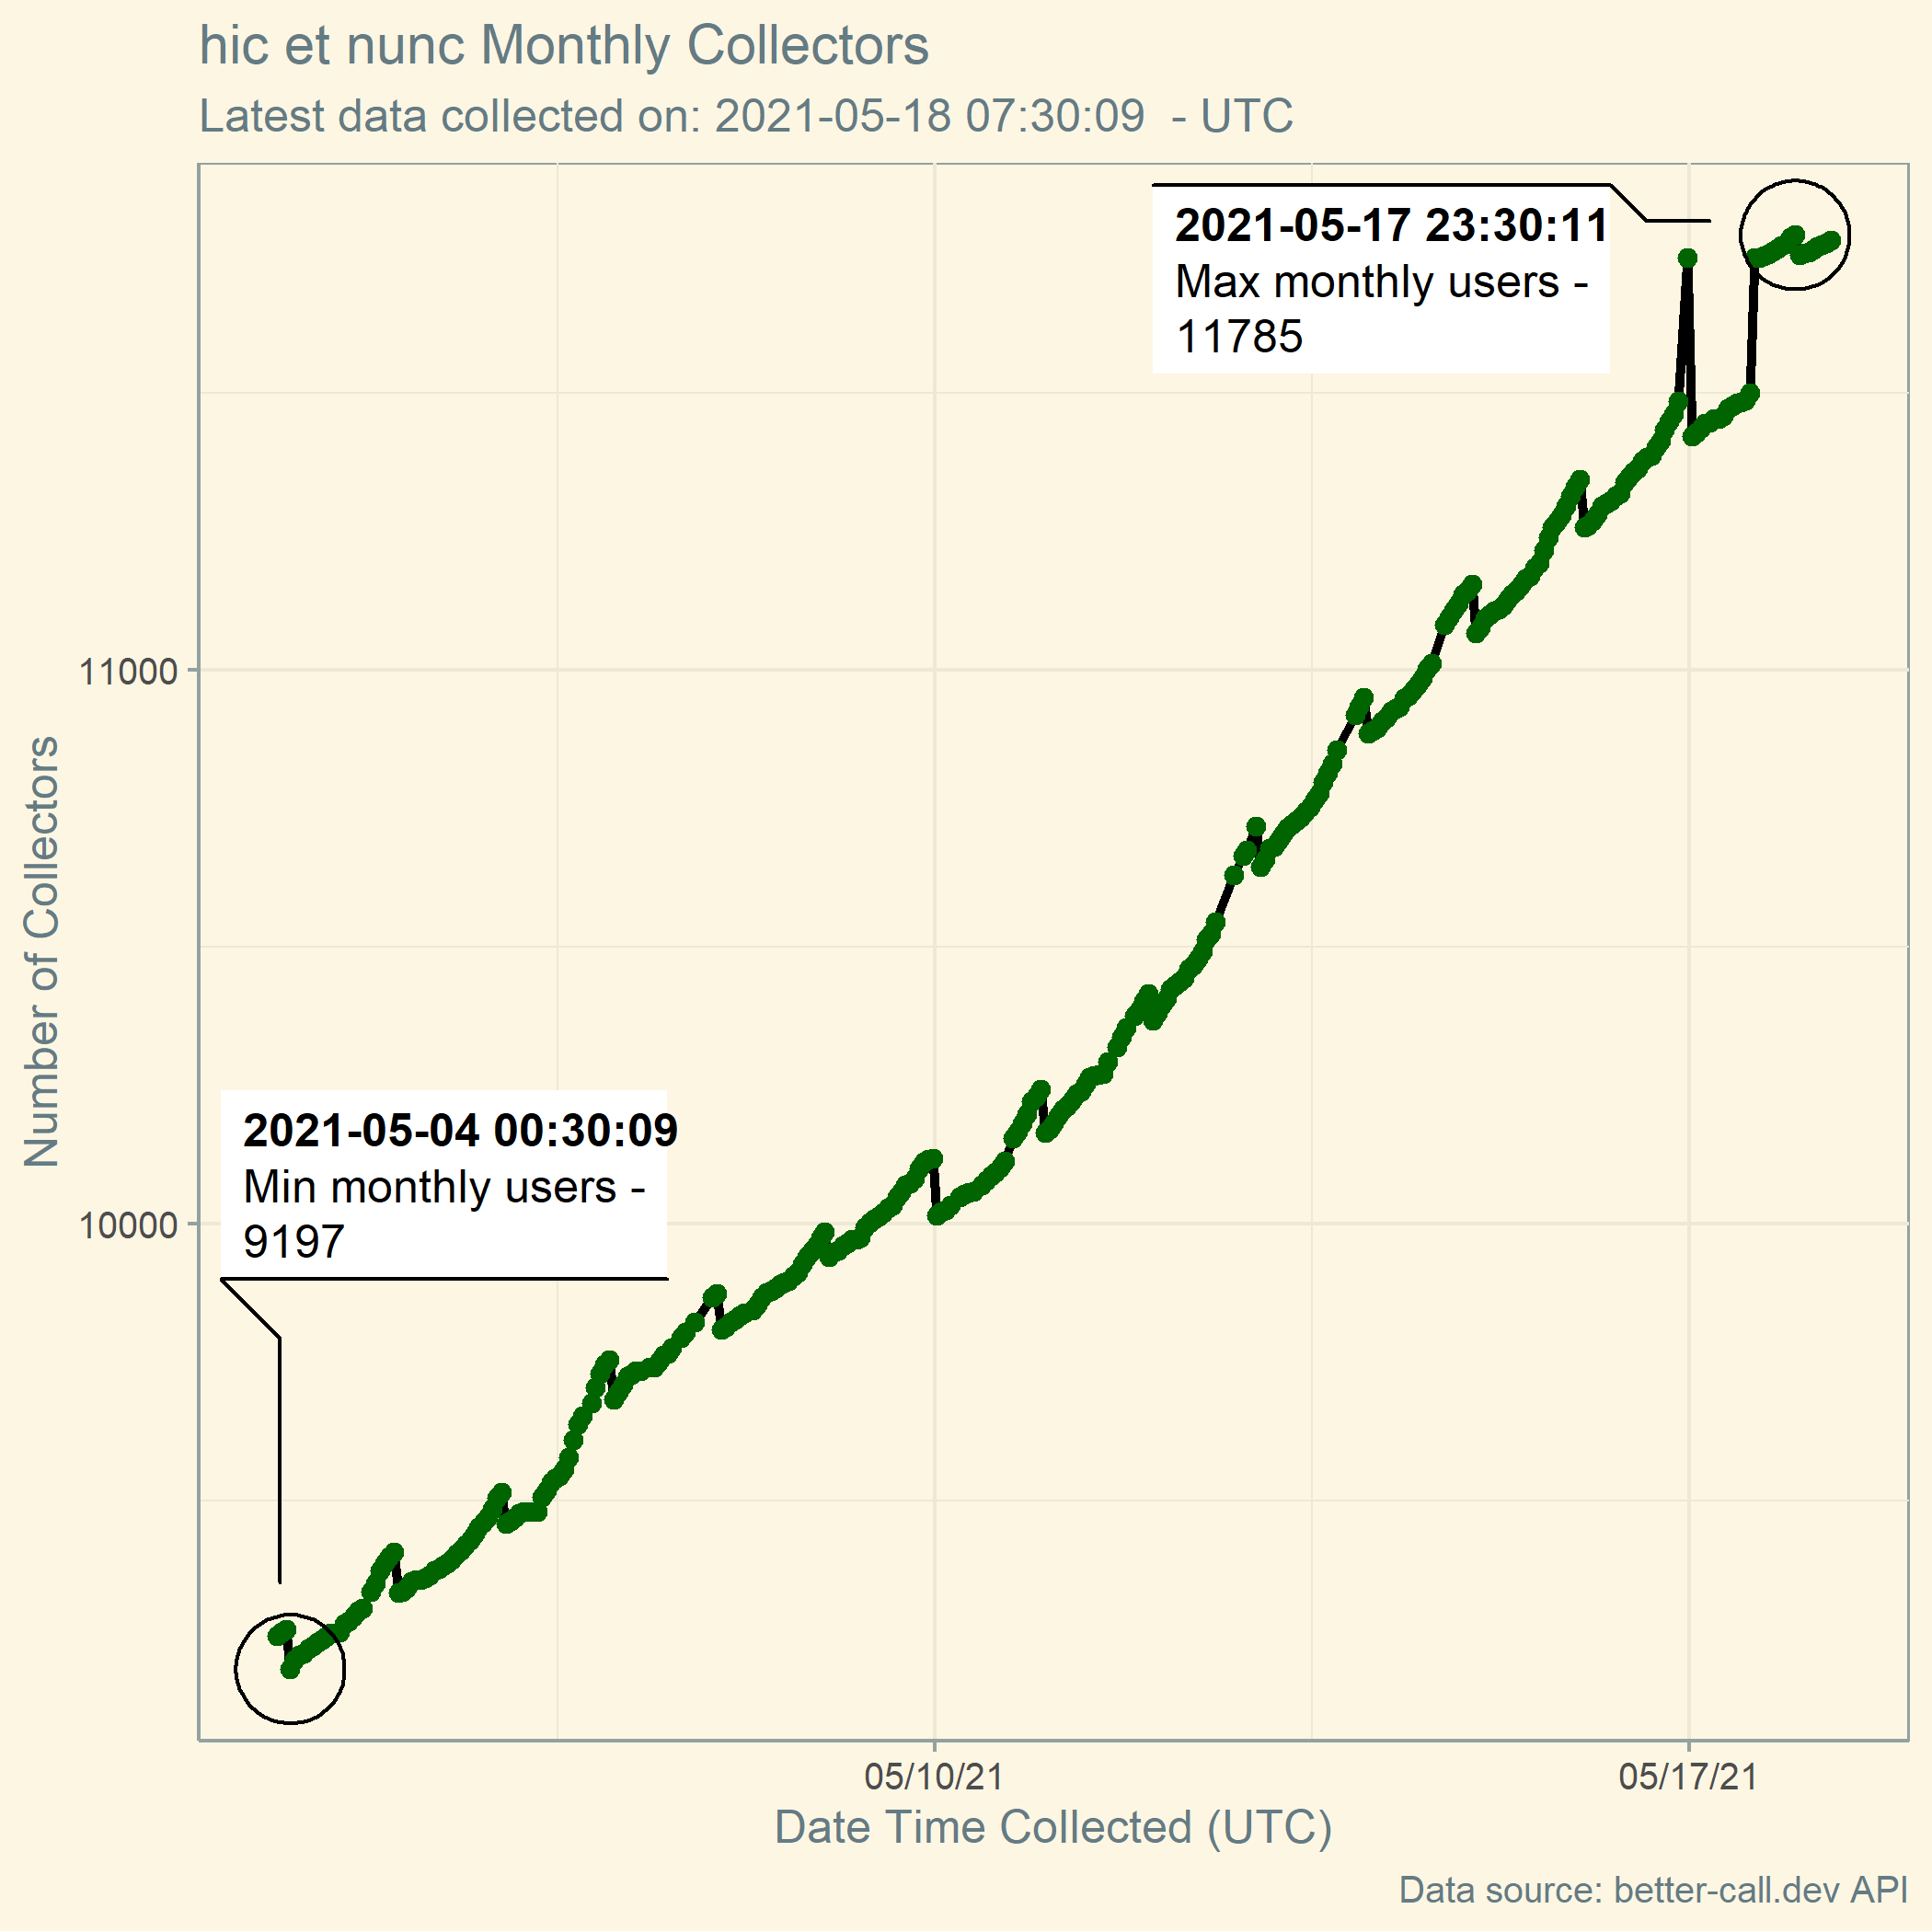 hic et nunc Monthly Collectors
Latest data collected on: 2021-05-18 07:30:09  - UTC
2021-05-17 23:30:11
Max monthly users -
11785
11000
Number of Collectors
2021-05-04 00:30:09
Min monthly users -
9197
10000
05/10/21
05/17/21
Date Time Collected (UTC)
Data source: better-call.dev API